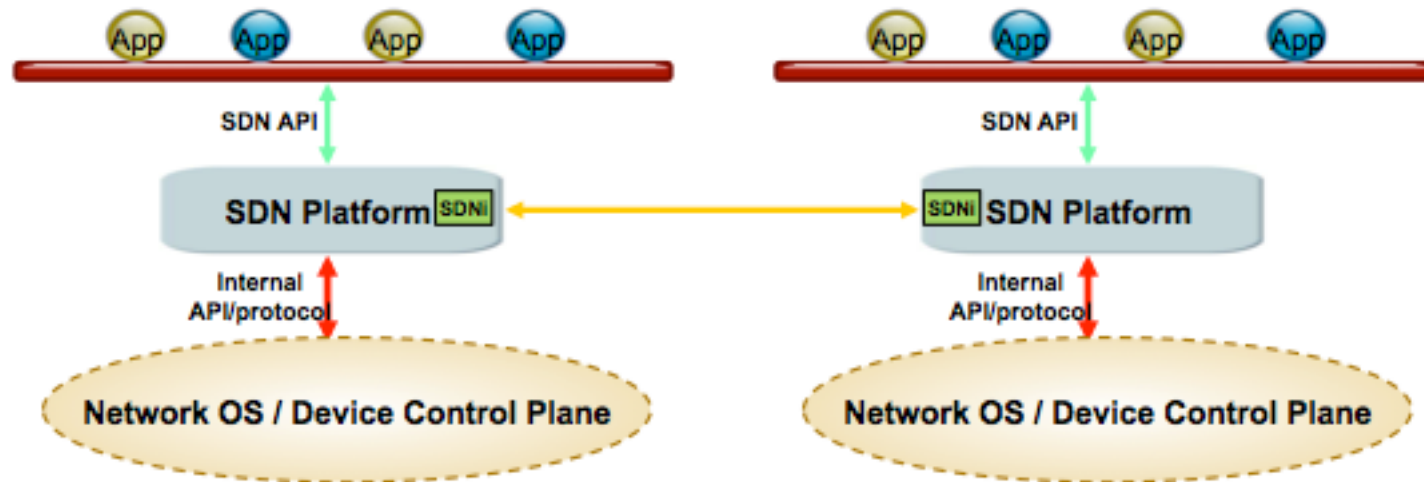 App App App App
App App App App
SDN API
SDN API
SDN Platform SDNi
SDNi SDN Platform
Internal
API/protocol
Internal
API/protocol
Network OS / Device Control Plane
Network OS / Device Control Plane